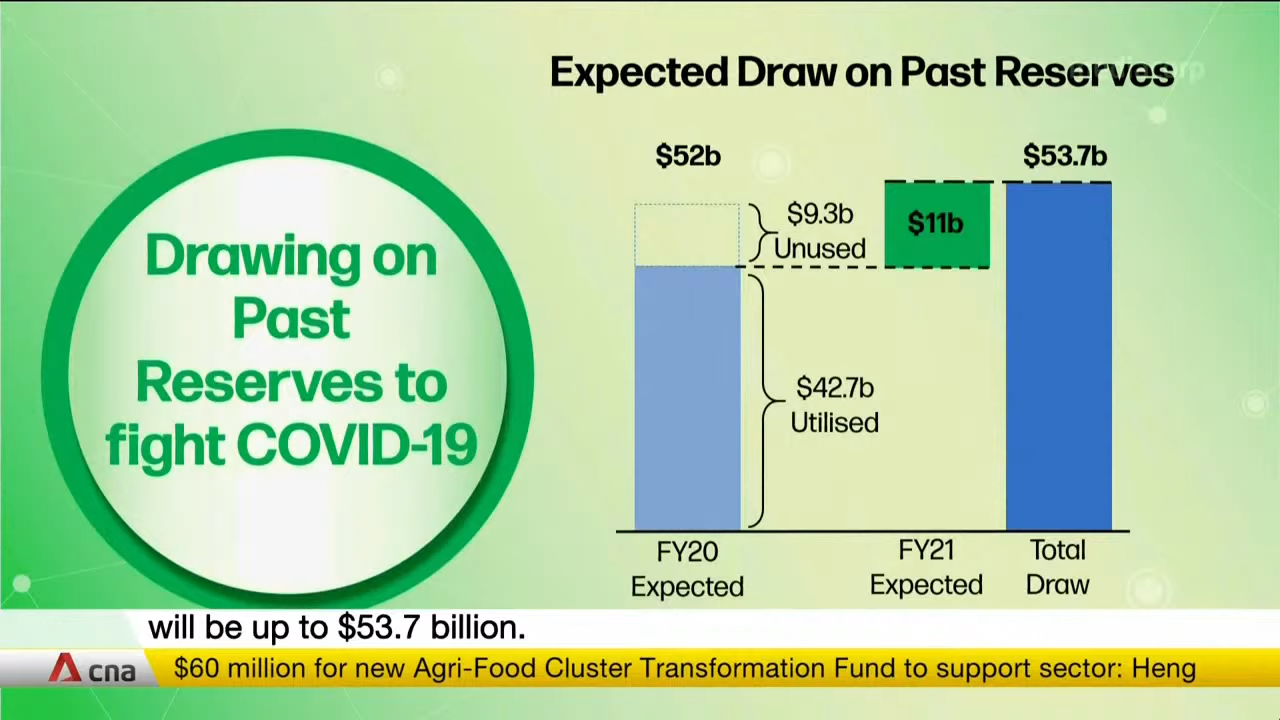 Expected Draw on Past Reserves
Drawing on
Past
Reserves to
fight COVID-19
$52b
$53.7b
$9.3b
Unused
$11b
$42.7b
Utilised
FY20
Expected
FY21
Expected
Total
Draw
will be up to $53.7 billion.
cna
$60 million for new Agri-Food Cluster Transformation Fund to support sector: Heng